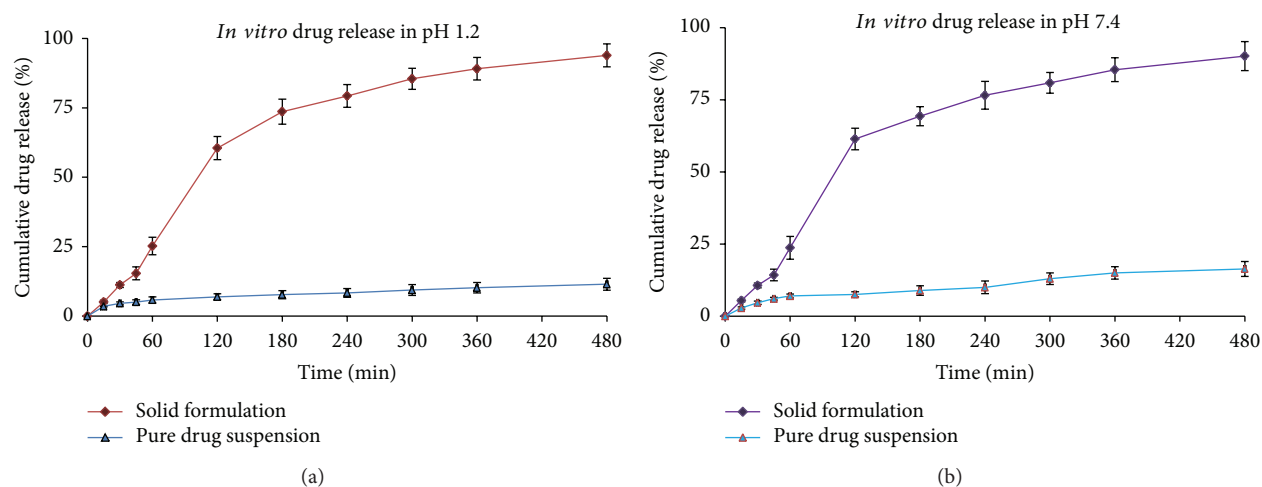 In vitro drug release in pH 1.2
100
75
50
25
0
Cumulative drug release (%)
0 60 120 180 240 300 360 420 480
Time (min)
Solid formulation
Pure drug suspension
(a)
In vitro drug release in pH 7.4
100
75
50
25
0
Cumulative drug release (%)
0 60 120 180 240 300 360 420 480
Time (min)
Solid formulation
Pure drug suspension
(b)